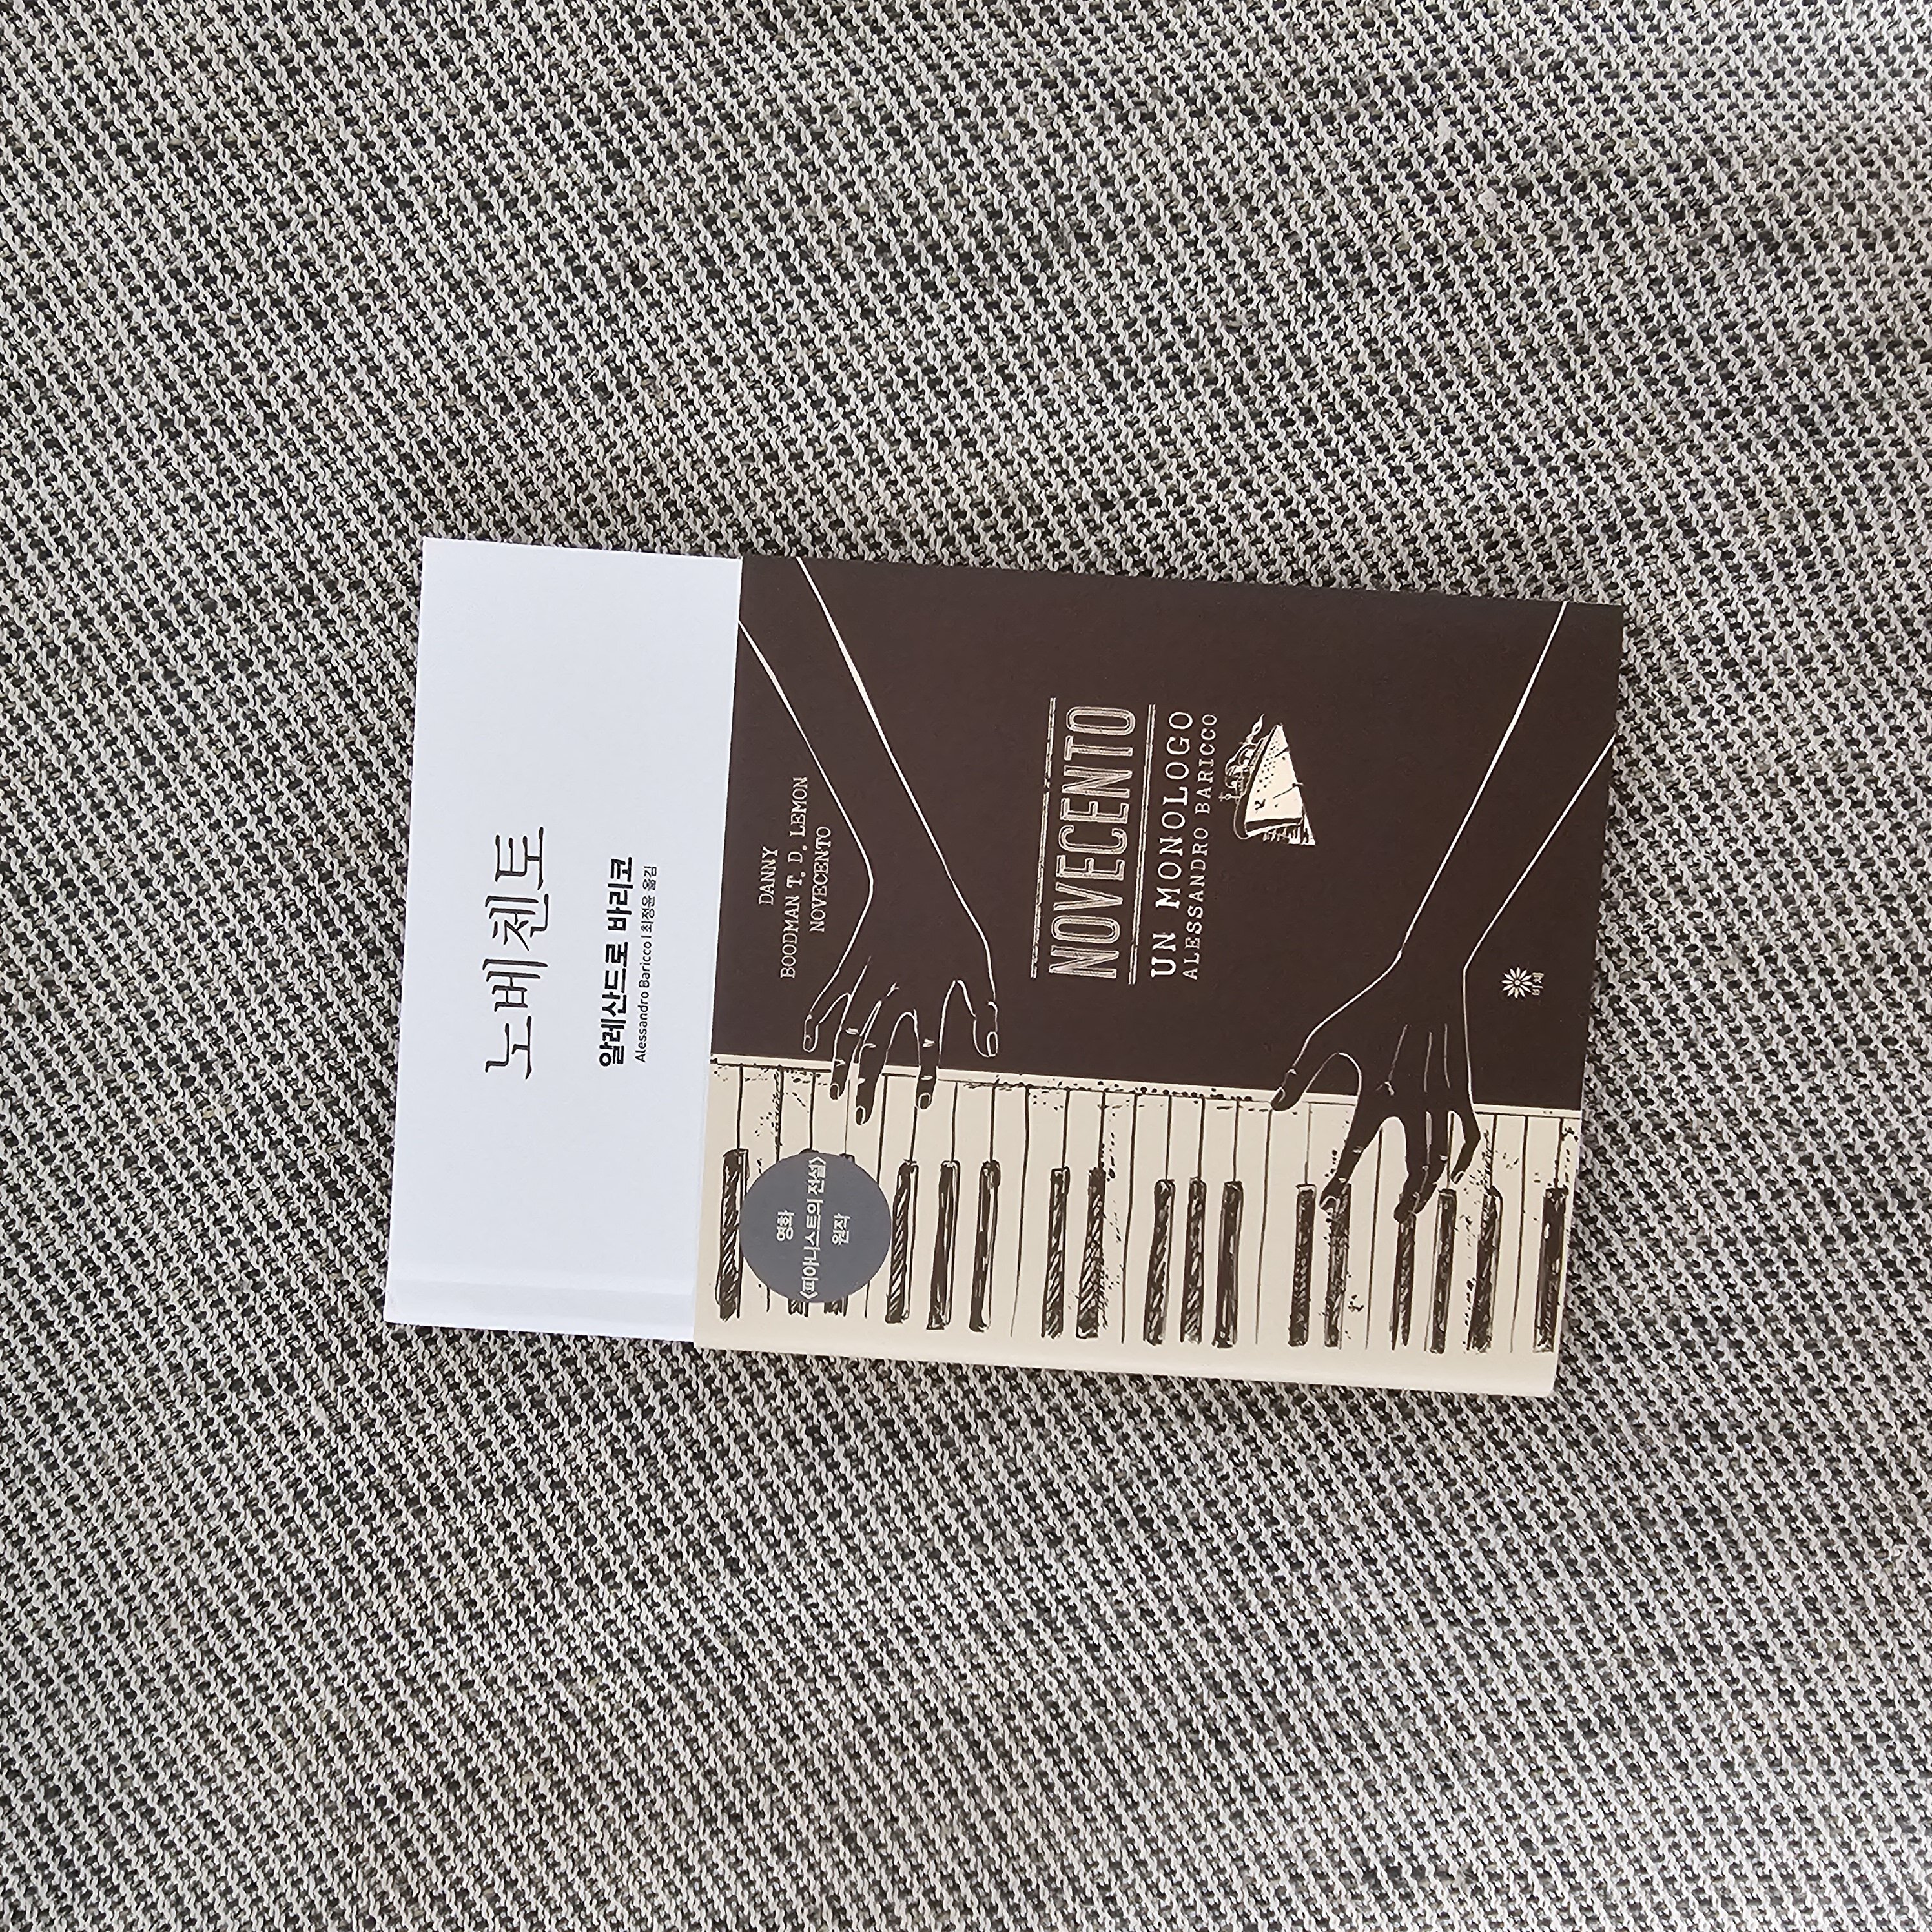 노베첸토
알레산드로 바리코
Alessandro Baricco | 최정윤 옮김
영화
<피아니스트의 전설>
원작
DANNY
BOODMAN T. D. LEMON
NOVECENTO
NOVECENTO
UN MONOLOGO
ALESSANDRO BARICCO
비채